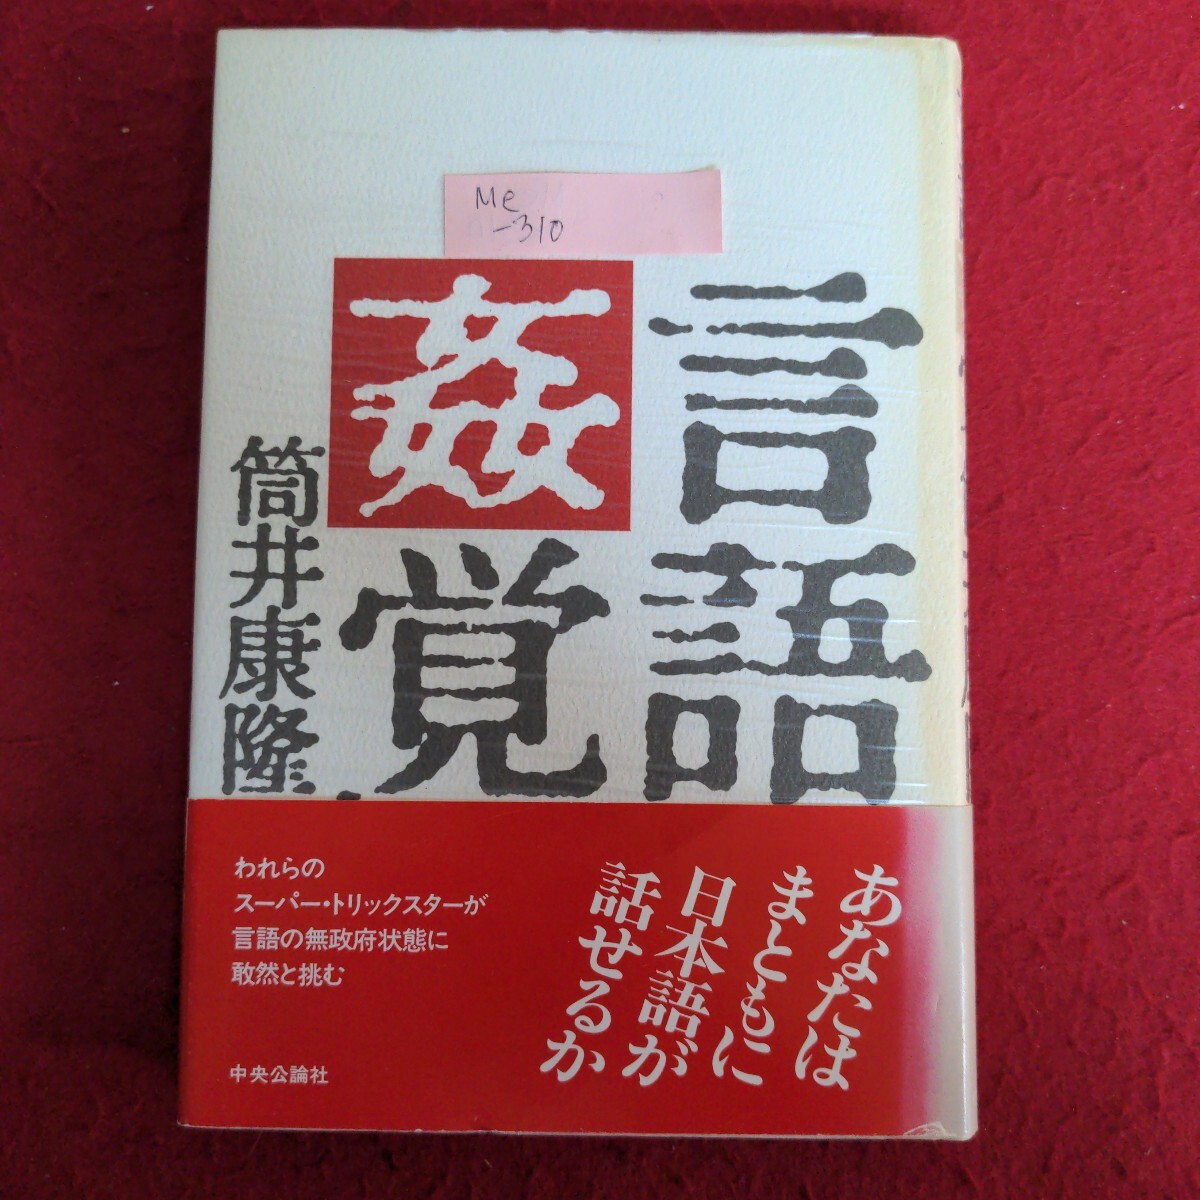 Me
-310
言語
姦覚
筒井康隆
あなたは
まともに
日本語が
話せるか
われらの
スーパー・トリックスターが
言語の無政府状態に
敢然と挑む
中央公論社